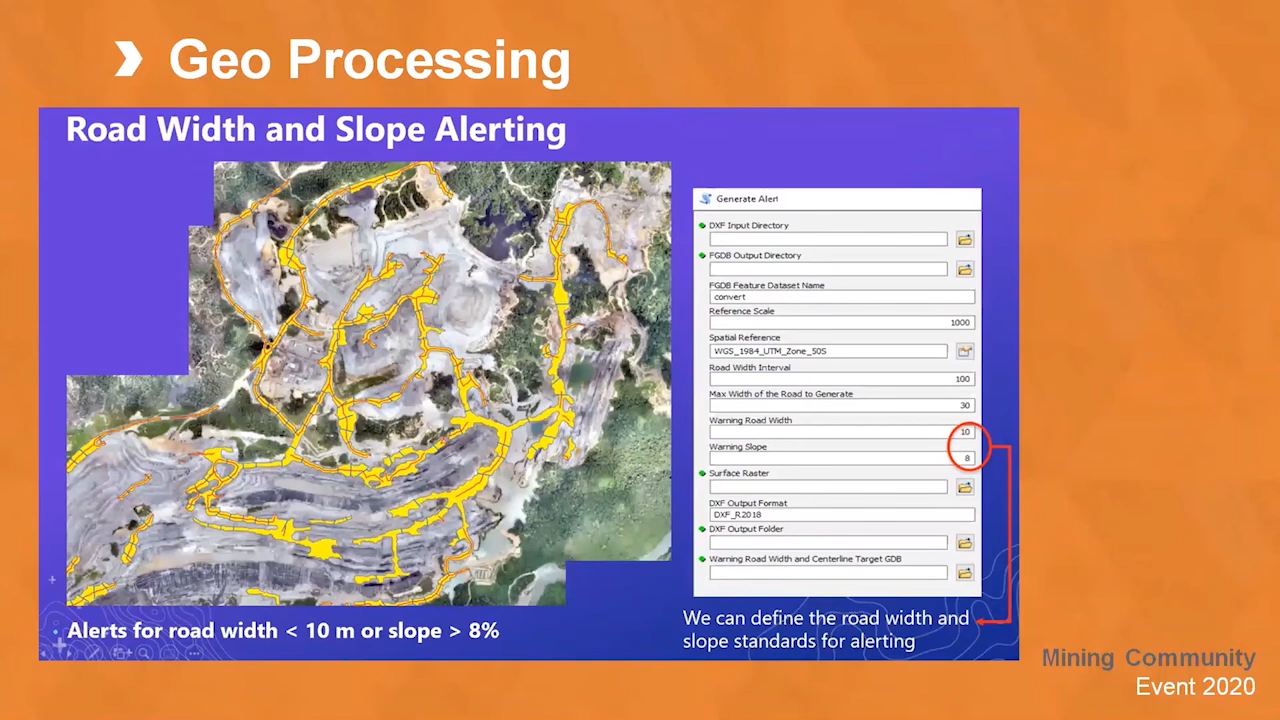 Geo Processing
Road Width and Slope Alerting
Generate Alert
DXF Input Directory
FGDB Output Directory
FGDB Feature Dataset Name
convert
Reference Scale
1000
Spatial Reference
WGS_1984_UTM_Zone_50S
Road Width Interval
100
Max Width of the Road to Generate
30
Warning Road Width
10
Warning Slope
8
Surface Raster
DXF Output Format
DXF_R2018
DXF Output Folder
Warning Road Width and Centerline Target GDB
Alerts for road width < 10 m or slope > 8%
We can define the road width and
slope standards for alerting
Mining Community
Event 2020